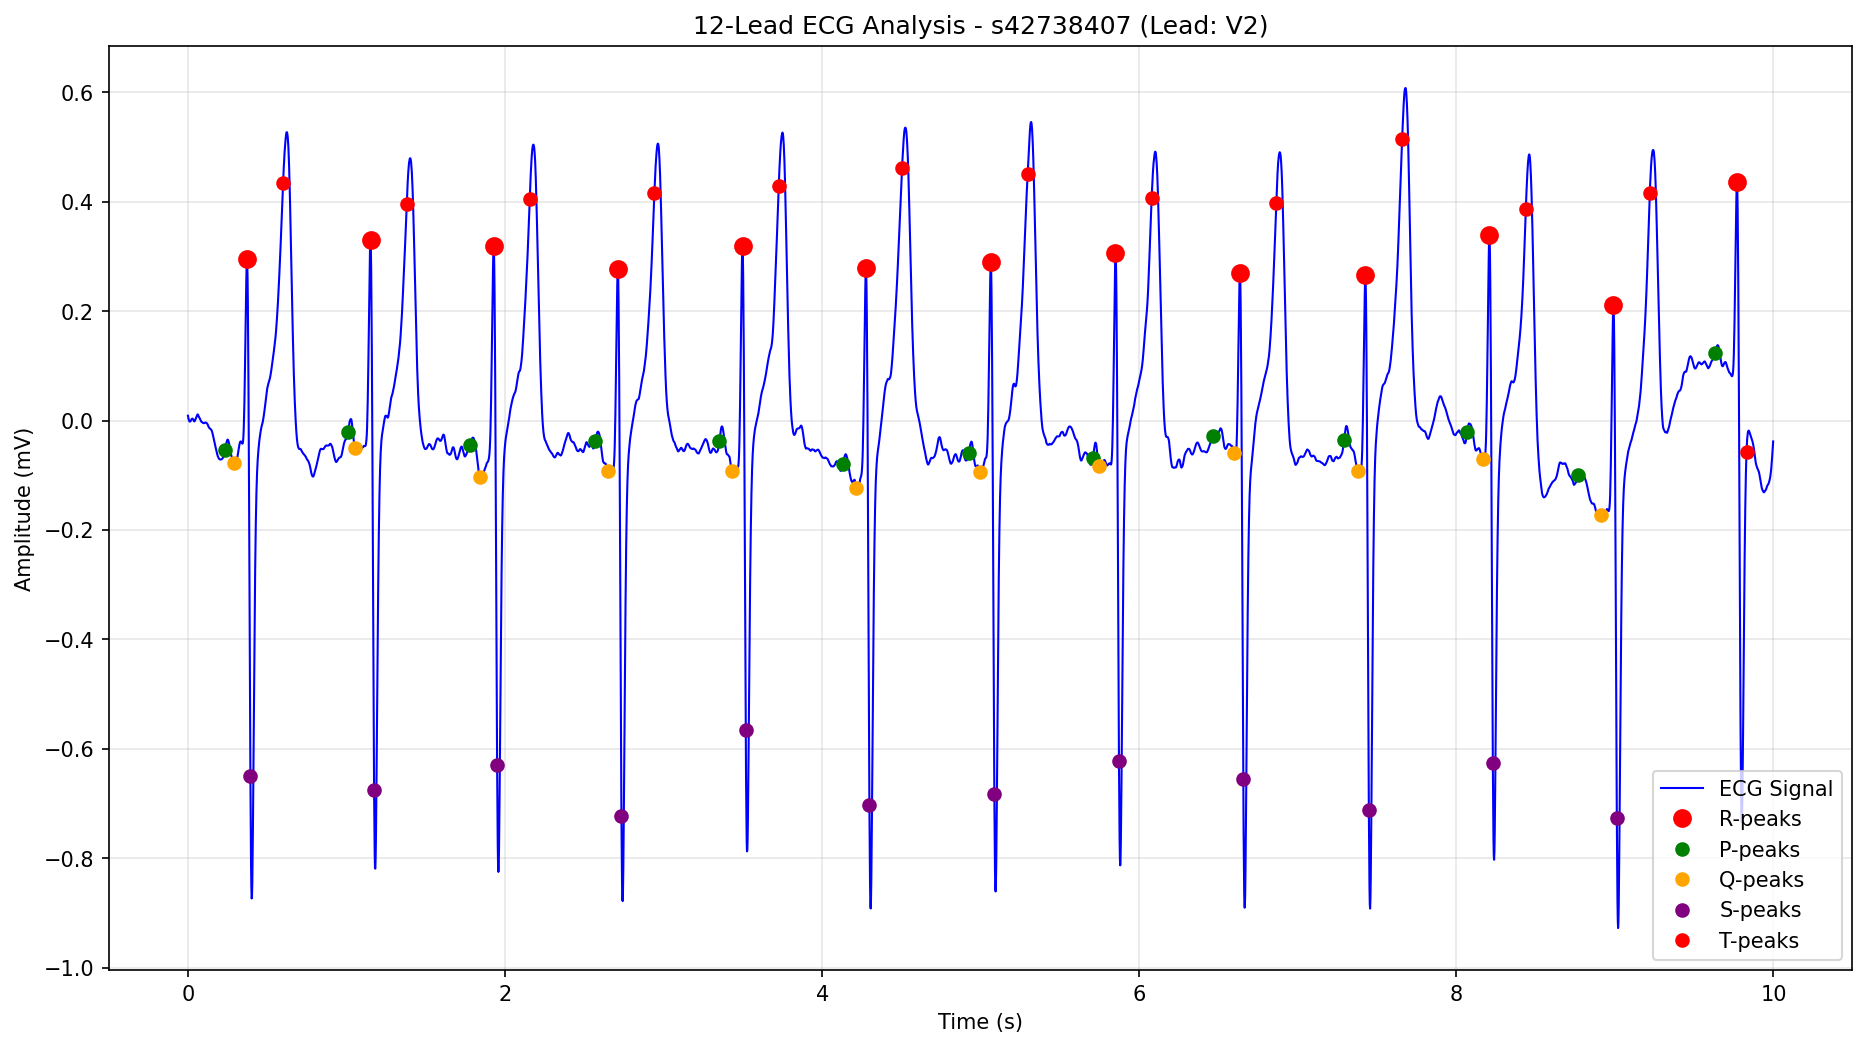 12-Lead ECG Analysis - s42738407 (Lead: V2)
Amplitude (mV)
0.6
0.4
0.2
0.0
−0.2
−0.4
−0.6
−0.8
−1.0
0 2 4 6 8 10
Time (s)
ECG Signal
R-peaks
P-peaks
Q-peaks
S-peaks
T-peaks